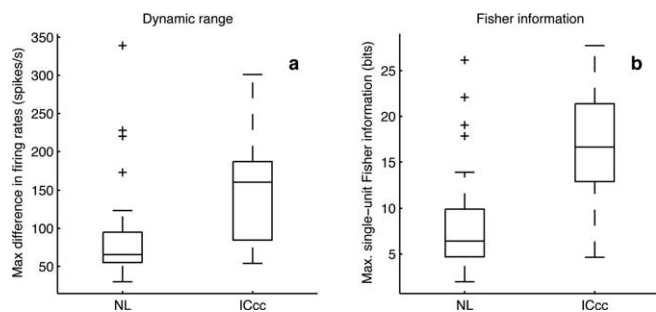 Dynamic range
a
Max difference in firing rates (spikes/s)
350
300
250
200
150
100
50
NL
ICcc
Fisher information
b
Max. single-unit Fisher information (bits)
25
20
15
10
5
NL
ICcc